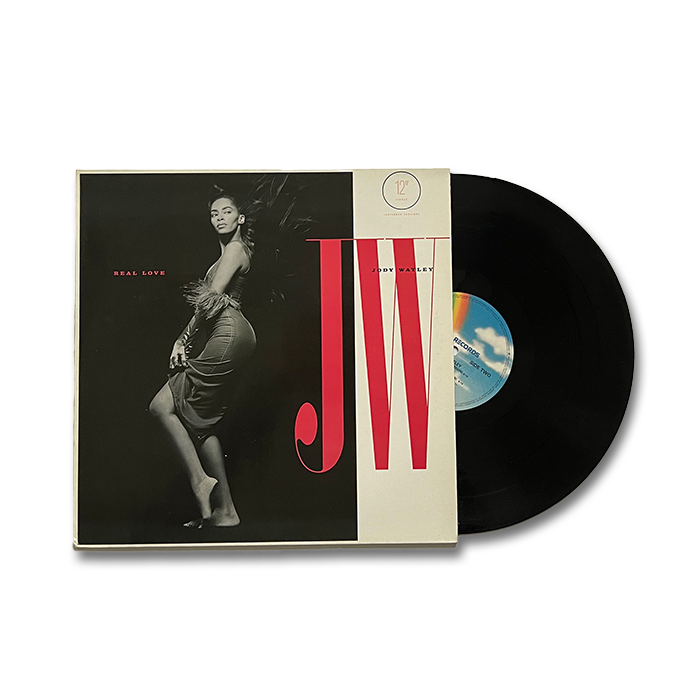 12"
REAL LOVE
JW
JODY WATLEY
RECORDS
SIDE TWO